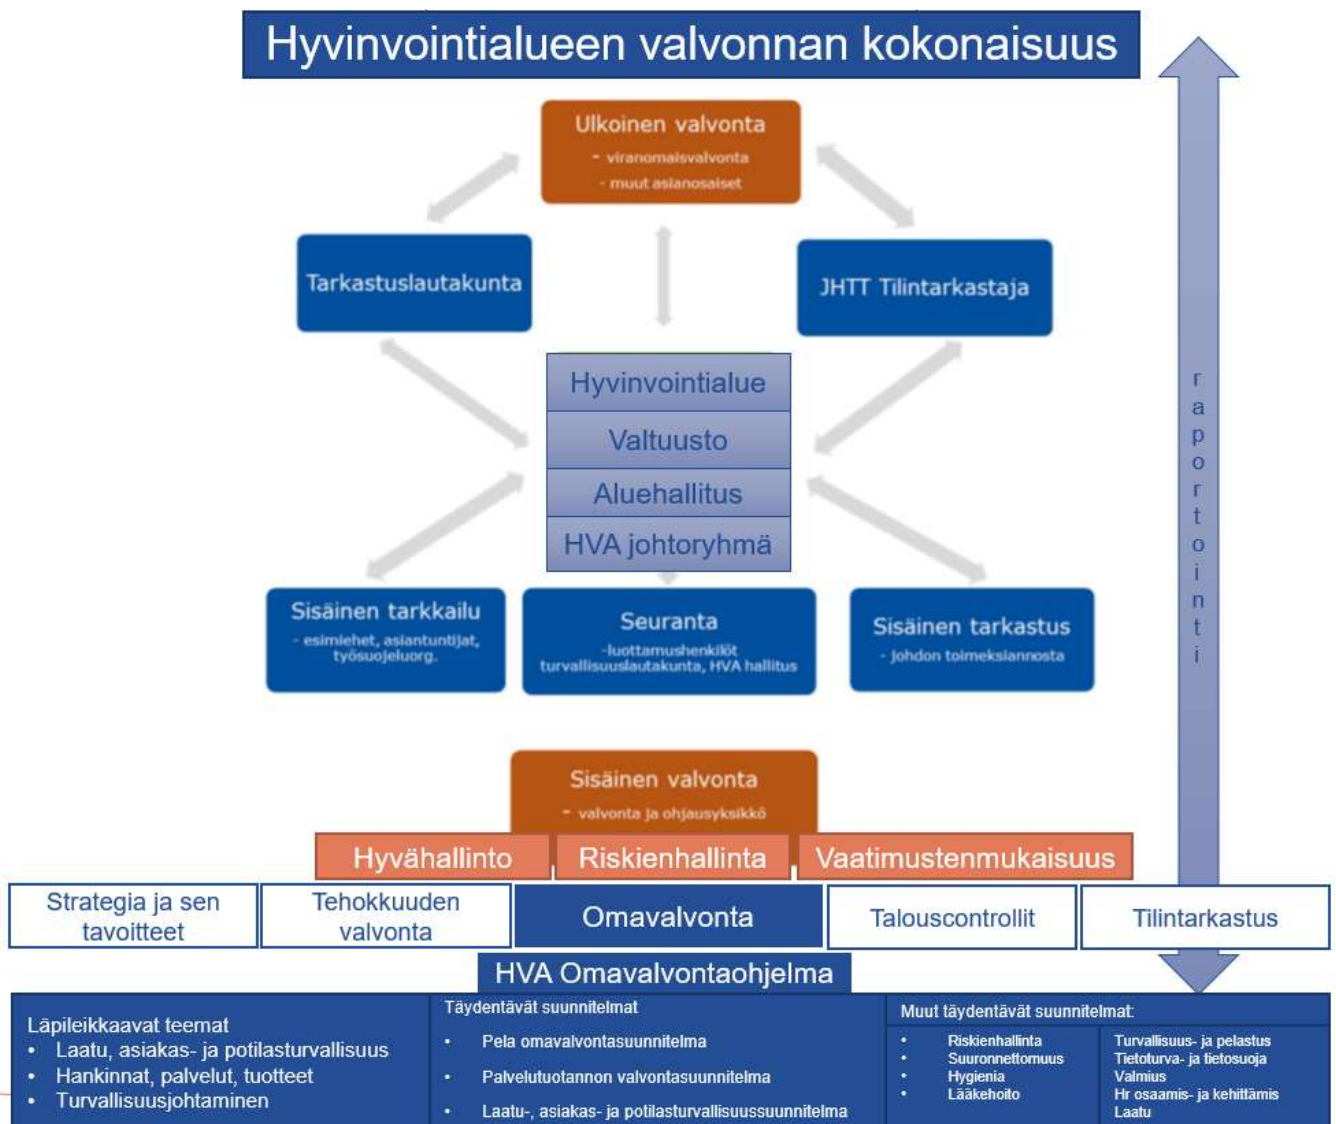 Hyvinvointialueen valvonnan kokonaisuus
Ulkoinen valvonta
- viranomaisvalvonta
- muut asianosaiset
Tarkastuslautakunta
JHTT Tilintarkastaja
Hyvinvointialue
Valtuusto
Aluehallitus
HVA johtoryhmä
raportointi
Sisäinen tarkkailu
- esimiehet, asiantuntijat,
työsuojeluorg.
Seuranta
-luottamushenkilöt
turvallisuuslautakunta, HVA hallitus
Sisäinen tarkastus
- johdon toimeksiannosta
Sisäinen valvonta
- valvonta ja ohjausyksikkö
Hyvähallinto
Riskienhallinta
Vaatimustenmukaisuus
Strategia ja sen
tavoitteet
Tehokkuuden
valvonta
Omavalvonta
Talouscontrollit
Tilintarkastus
HVA Omavalvontaohjelma
Läpileikkaavat teemat
• Laatu, asiakas- ja potilasturvallisuus
• Hankinnat, palvelut, tuotteet
• Turvallisuusjohtaminen
Täydentävät suunnitelmat
• Pela omavalvontasuunnitelma
• Palvelutuotannon valvontasuunnitelma
• Laatu-, asiakas- ja potilasturvallisuussuunnitelma
Muut täydentävät suunnitelmat:
• Riskienhallinta
• Suuronnettomuus
• Hygienia
• Lääkehoito
Turvallisuus- ja pelastus
Tietoturva- ja tietosuoja
Valmius
Hr osaamis- ja kehittämis
Laatu